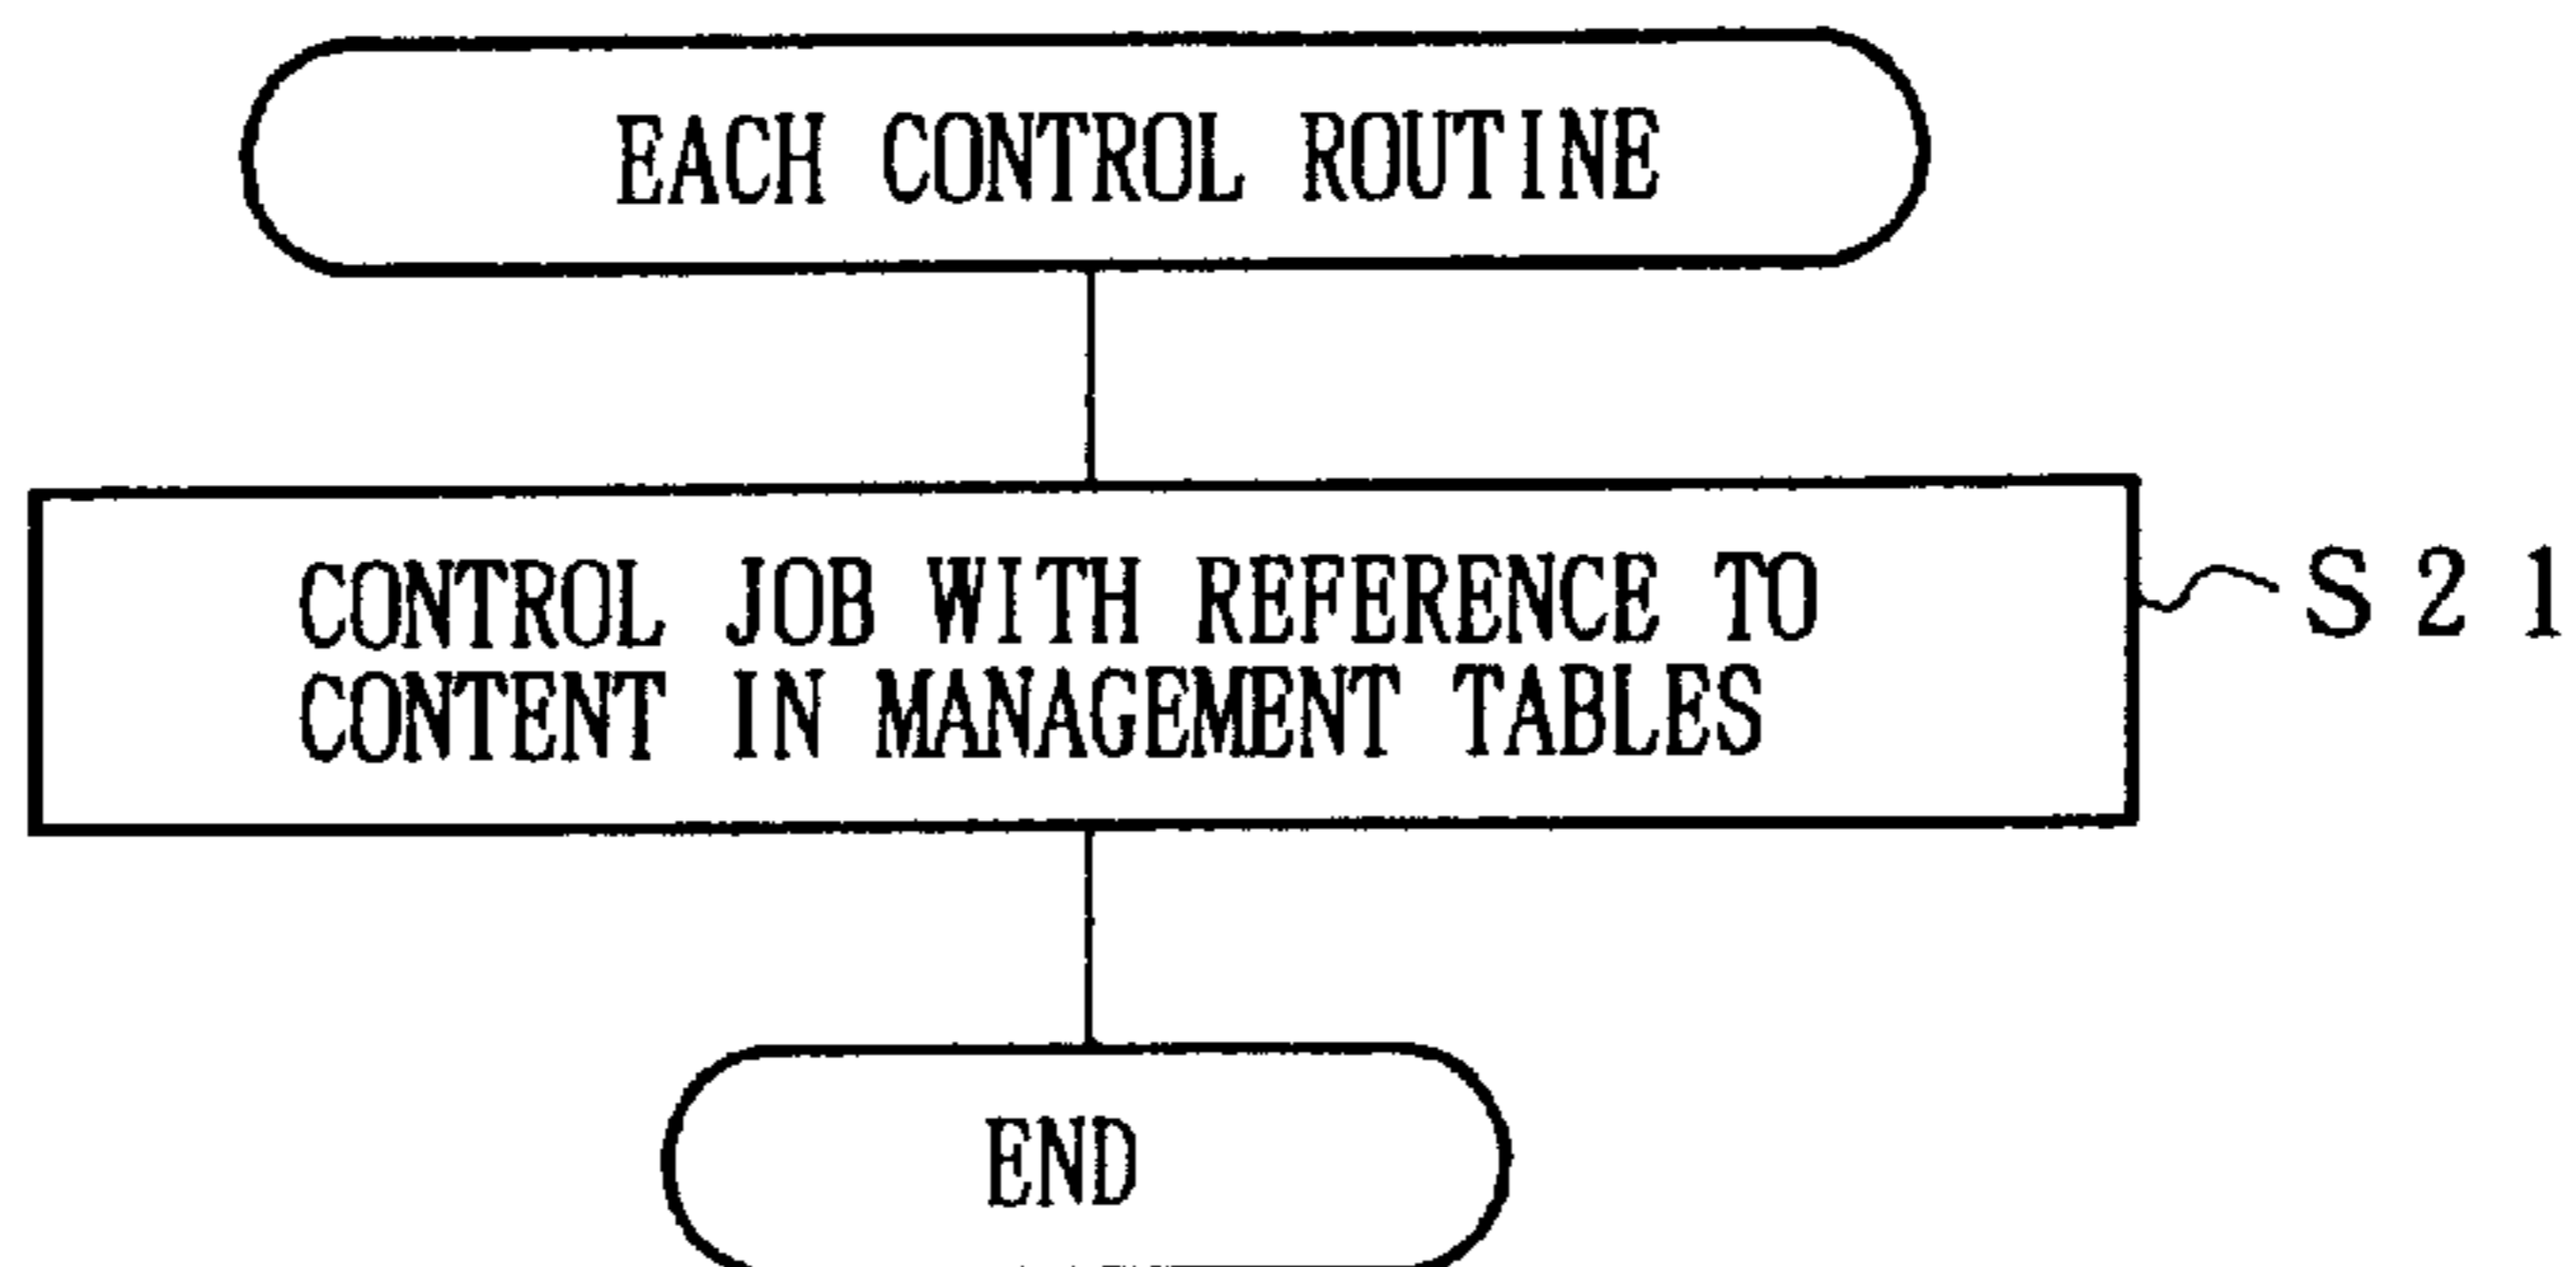 EACH CONTROL ROUTINE
CONTROL JOB WITH REFERENCE TO
CONTENT IN MANAGEMENT TABLES
S21
END